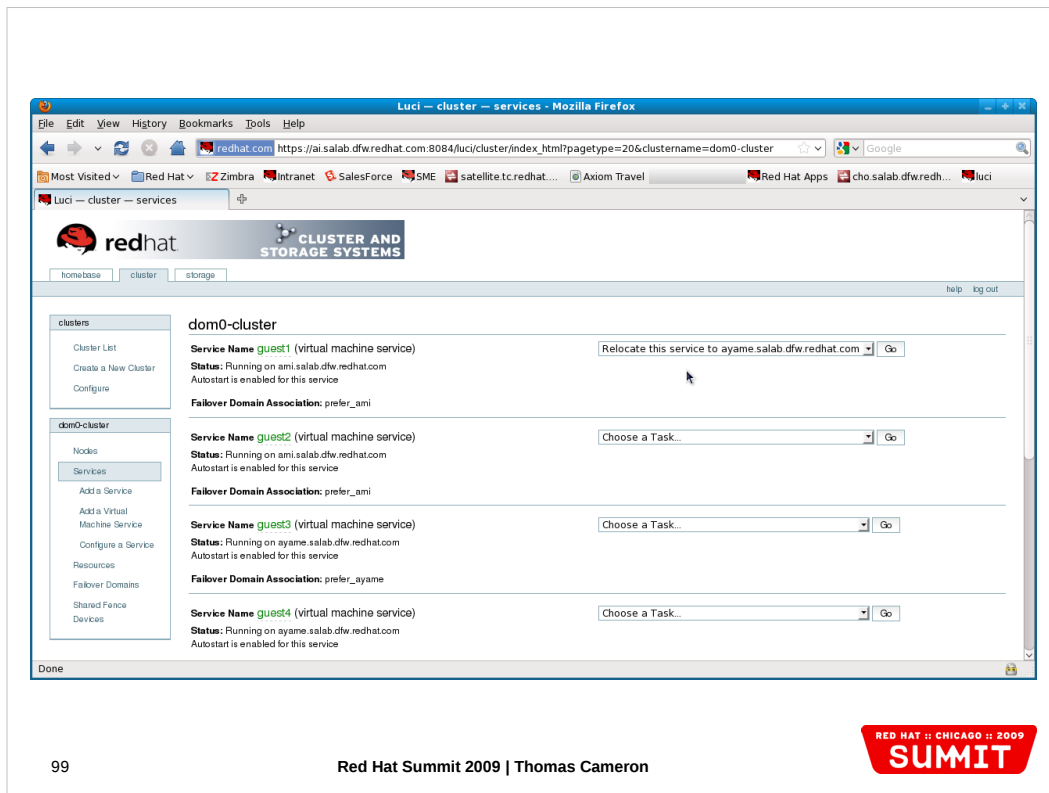 Luci — cluster — services - Mozilla Firefox
File Edit View History Bookmarks Tools Help
redhat.com https://ai.salab.dfw.redhat.com:8084/luci/cluster/index_html?pagetype=20&clustername=dom0-cluster Google
Most Visited Red Hat Zimbra Intranet SalesForce SME satellite.tc.redhat.... Axiom Travel Red Hat Apps cho.salab.dfw.redh... luci
Luci — cluster — services
redhat. CLUSTER AND
STORAGE SYSTEMS
homebase cluster storage
help log out
clusters
Cluster List
Create a New Cluster
Configure
dom0-cluster
Nodes
Services
Add a Service
Add a Virtual
Machine Service
Configure a Service
Resources
Failover Domains
Shared Fence
Devices
dom0-cluster
Service Name guest1 (virtual machine service) Relocate this service to ayame.salab.dfw.redhat.com Go
Status: Running on ami.salab.dfw.redhat.com
Autostart is enabled for this service
Failover Domain Association: prefer_ami
Service Name guest2 (virtual machine service) Choose a Task... Go
Status: Running on ami.salab.dfw.redhat.com
Autostart is enabled for this service
Failover Domain Association: prefer_ami
Service Name guest3 (virtual machine service) Choose a Task... Go
Status: Running on ayame.salab.dfw.redhat.com
Autostart is enabled for this service
Failover Domain Association: prefer_ayame
Service Name guest4 (virtual machine service) Choose a Task... Go
Status: Running on ayame.salab.dfw.redhat.com
Autostart is enabled for this service
Done
99 Red Hat Summit 2009 | Thomas Cameron
RED HAT :: CHICAGO :: 2009
SUMMIT